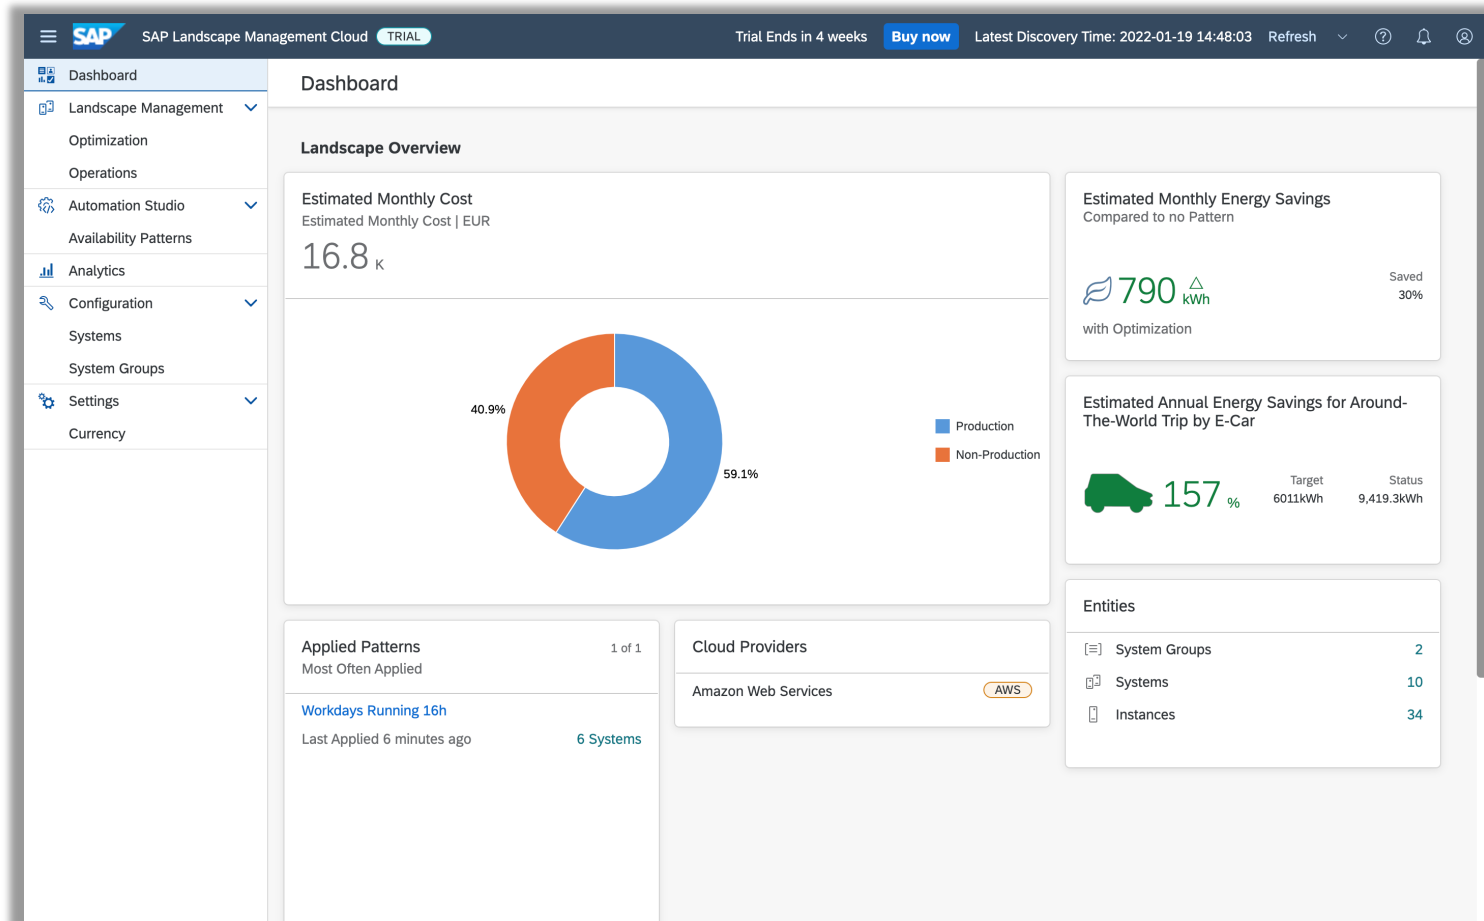 SAP SAP Landscape Management Cloud TRIAL Trial Ends in 4 weeks Buy now Latest Discovery Time: 2022-01-19 14:48:03 Refresh
Dashboard
Landscape Management
Optimization
Operations
Automation Studio
Availability Patterns
Analytics
Configuration
Systems
System Groups
Settings
Currency
Dashboard
Landscape Overview
Estimated Monthly Cost
Estimated Monthly Cost | EUR
16.8 K
40.9%
59.1%
Production
Non-Production
Estimated Monthly Energy Savings
Compared to no Pattern
790 kWh
Saved
30%
with Optimization
Estimated Annual Energy Savings for Around-
The-World Trip by E-Car
157 %
Target
6011kWh
Status
9,419.3kWh
Applied Patterns 1 of 1
Most Often Applied
Workdays Running 16h
Last Applied 6 minutes ago 6 Systems
Cloud Providers
Amazon Web Services AWS
Entities
System Groups 2
Systems 10
Instances 34